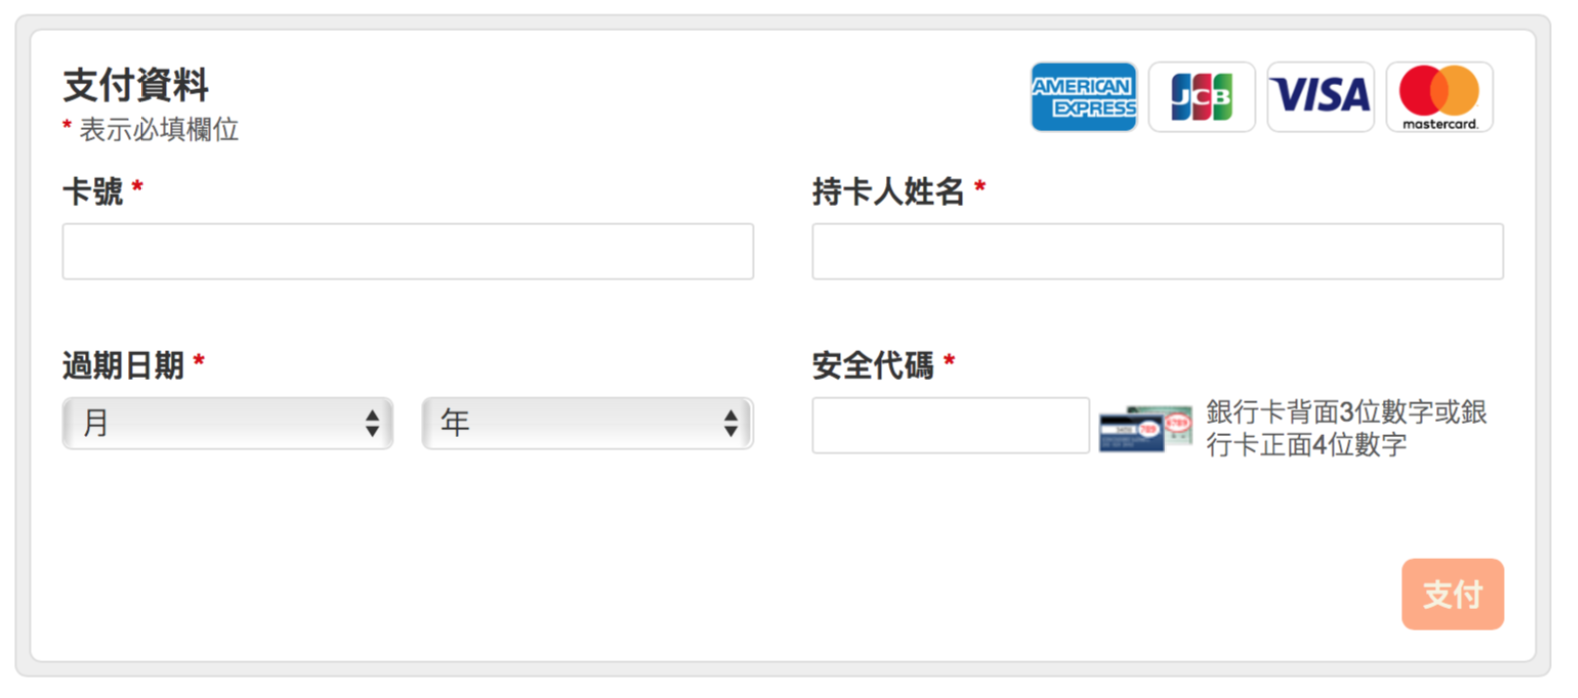 支付資料
* 表示必填欄位
AMERICAN
EXPRESS
JCB
VISA
mastercard.
卡號 *
持卡人姓名 *
過期日期 *
月
年
安全代碼 *
789
6789
銀行卡背面3位數字或銀
行卡正面4位數字
支付